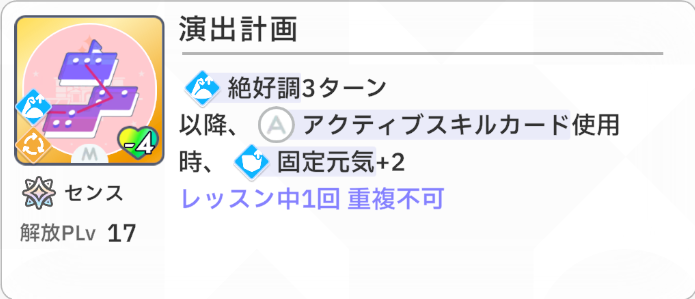 演出計画
絶好調3ターン
以降、Aアクティブスキルカード使用
時、固定元気+2
レッスン中1回 重複不可
M
-4
センス
解放PLv 17